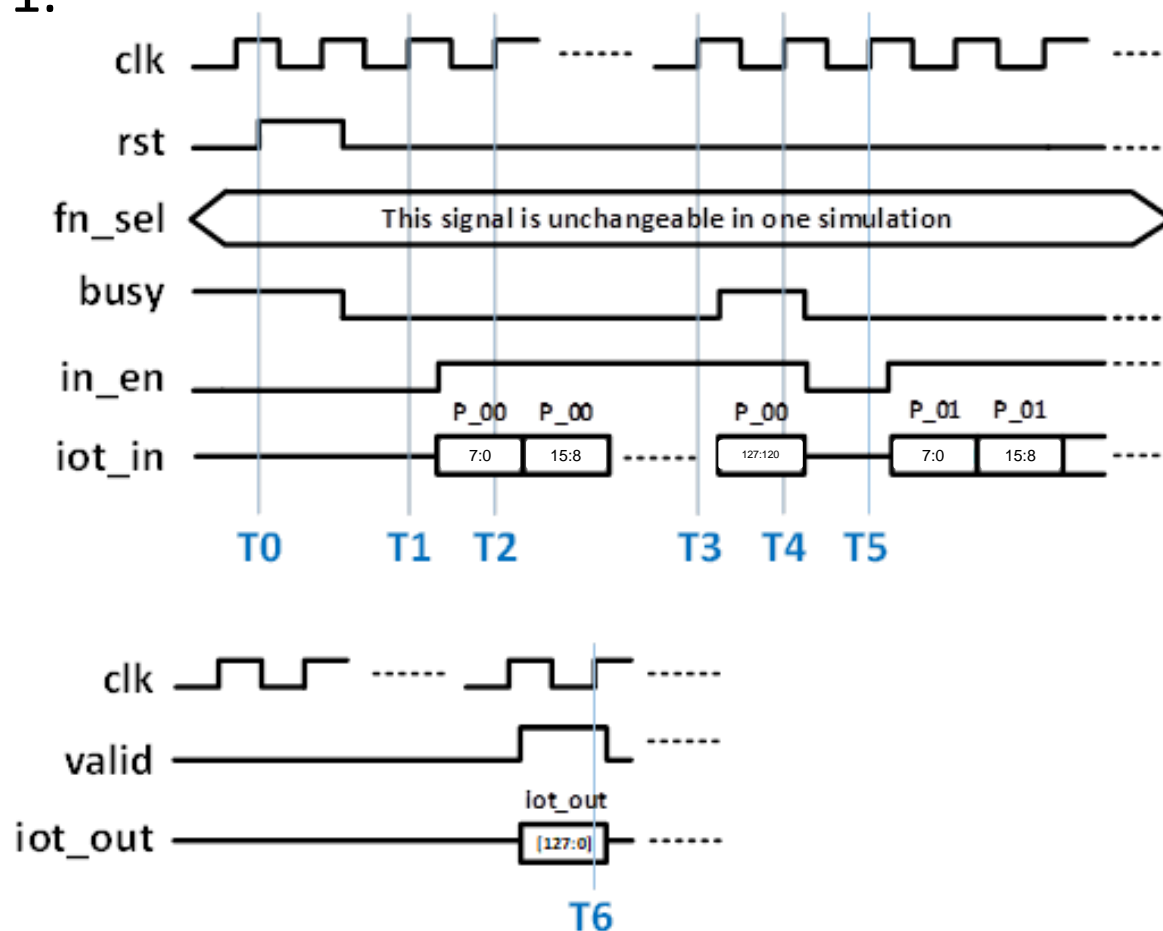 1.
clk
rst
fn_sel This signal is unchangeable in one simulation
busy
in_en
P_00 P_00 P_00 P_01 P_01
iot_in 7:0 15:8 127:120 7:0 15:8
T0 T1 T2 T3 T4 T5
clk
valid
iot_out
iot_out [127:0]
T6